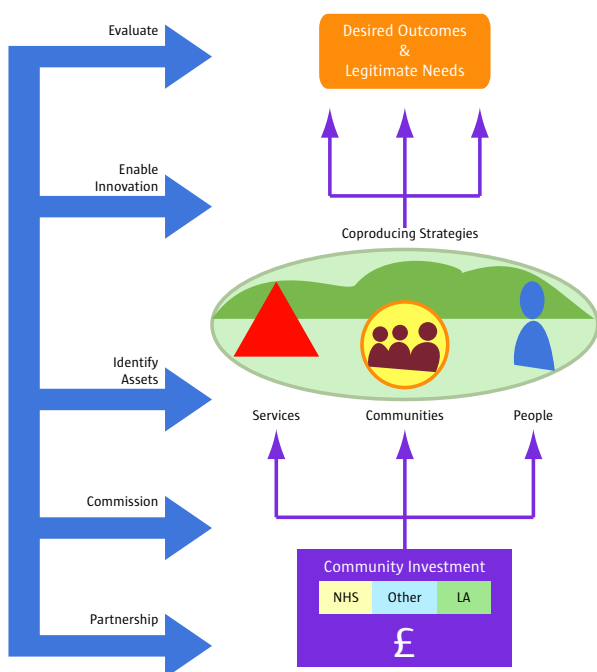 Evaluate
Desired Outcomes
&
Legitimate Needs
Enable
Innovation
Coproducing Strategies
Identify
Assets
Services
Communities
People
Commission
Community Investment
NHS
Other
LA
Partnership
£